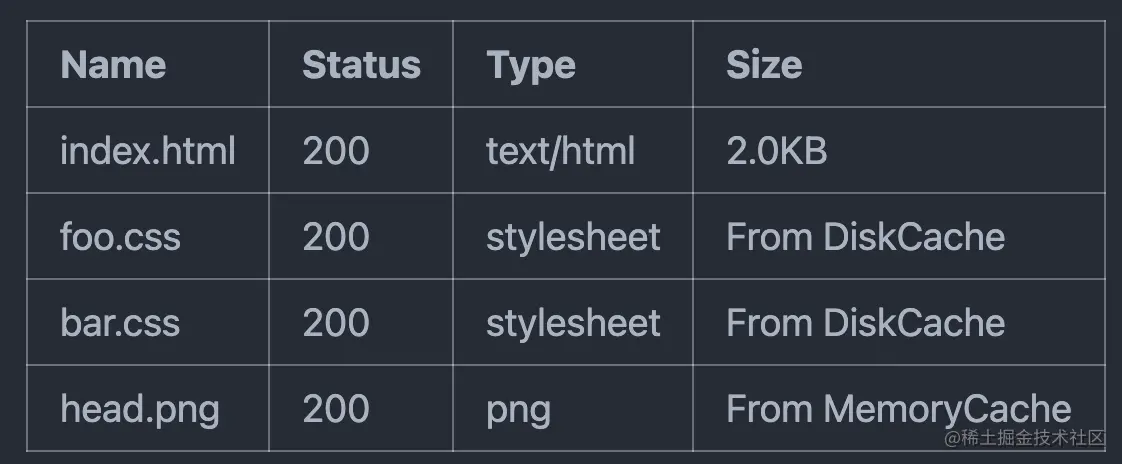 Name Status Type Size
index.html 200 text/html 2.0KB
foo.css 200 stylesheet From DiskCache
bar.css 200 stylesheet From DiskCache
head.png 200 png From MemoryCache
@稀土掘金技术社区